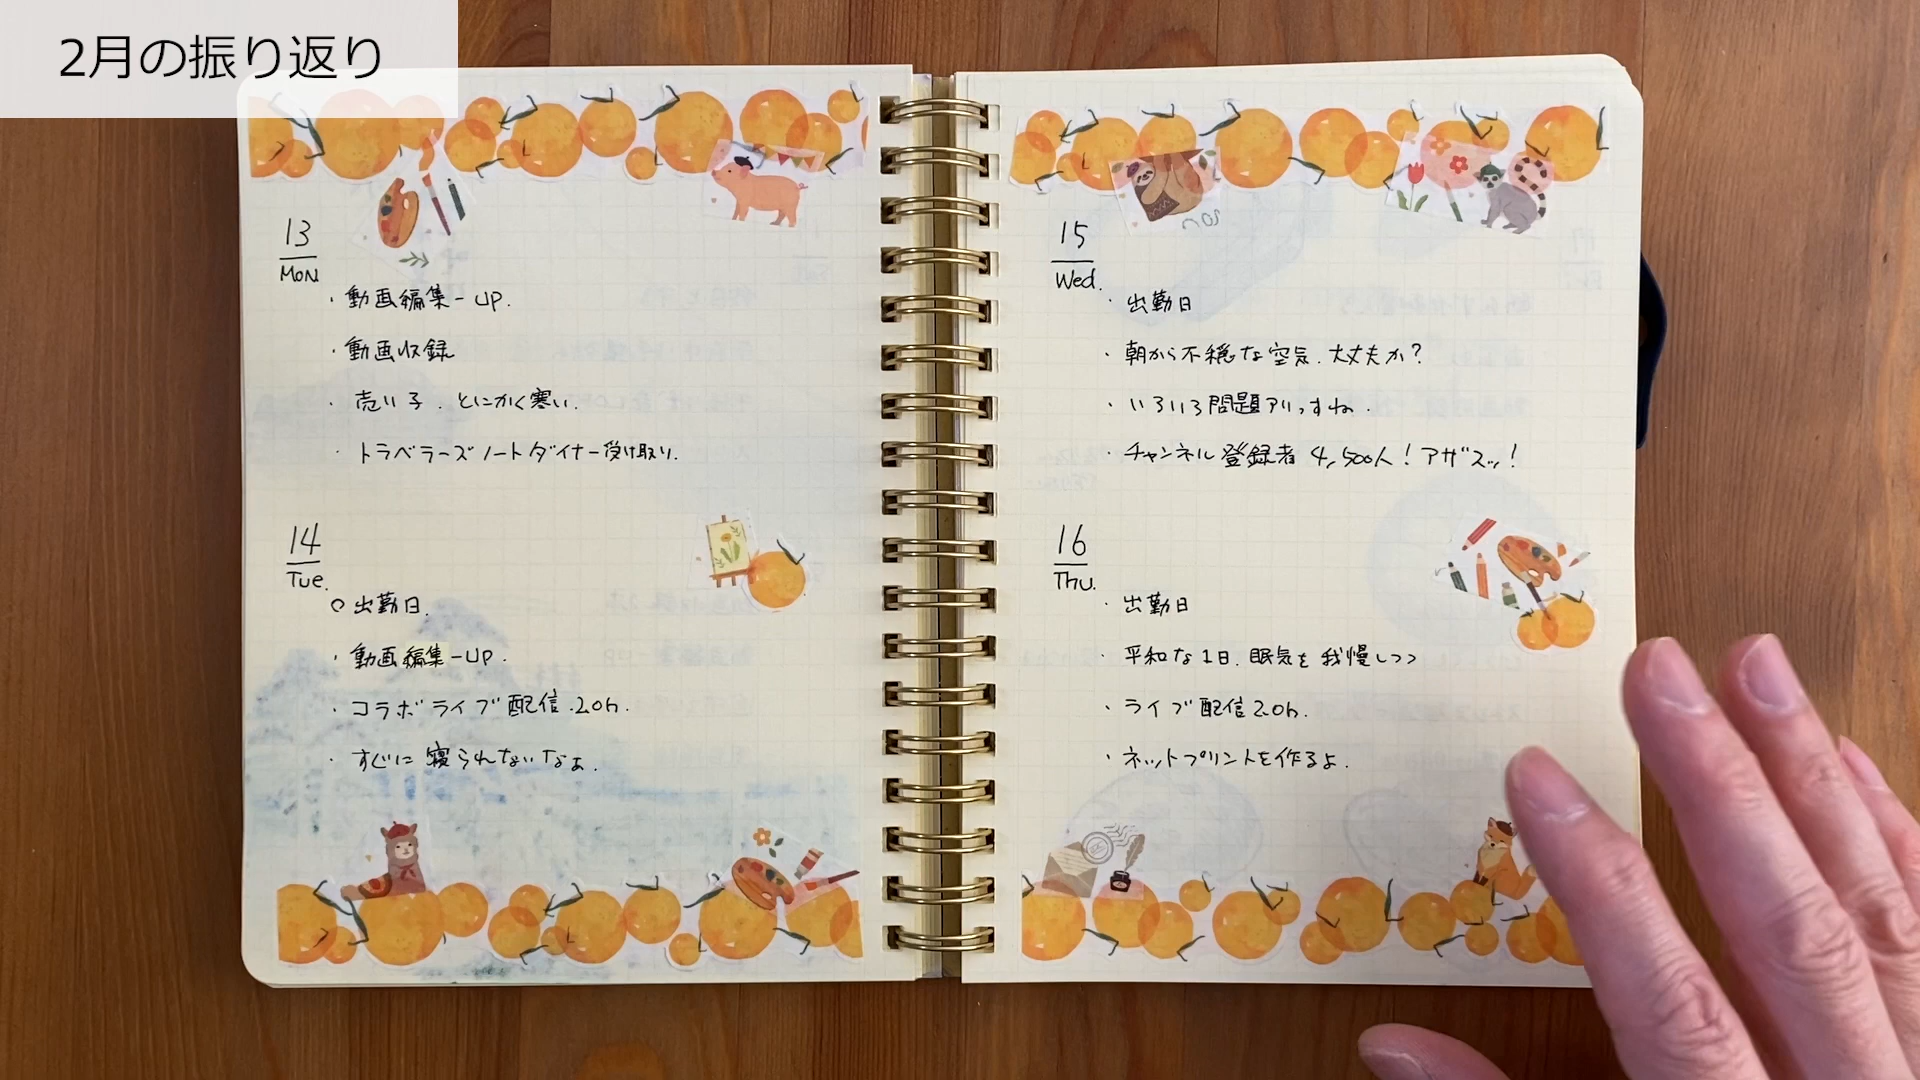 2月の振り返り
13
MON
・動画編集-UP.
・動画収録
・売り子. とにかく寒い.
・トラベラーズノートダイナー受け取り.
14
Tue.
○出勤日.
・動画編集-UP.
・コラボライブ配信.2.0h.
・すぐに寝られないなぁ.
15
Wed.
・出勤日
・朝から不穏な空気.大丈夫か?
・いろいろ問題アリっすね.
・チャンネル登録者 4,500人!アザスッ!
16
Thu.
・出勤日
・平和な1日.眠気を我慢しつつ
・ライブ配信2.0h.
・ネットプリントを作るよ.